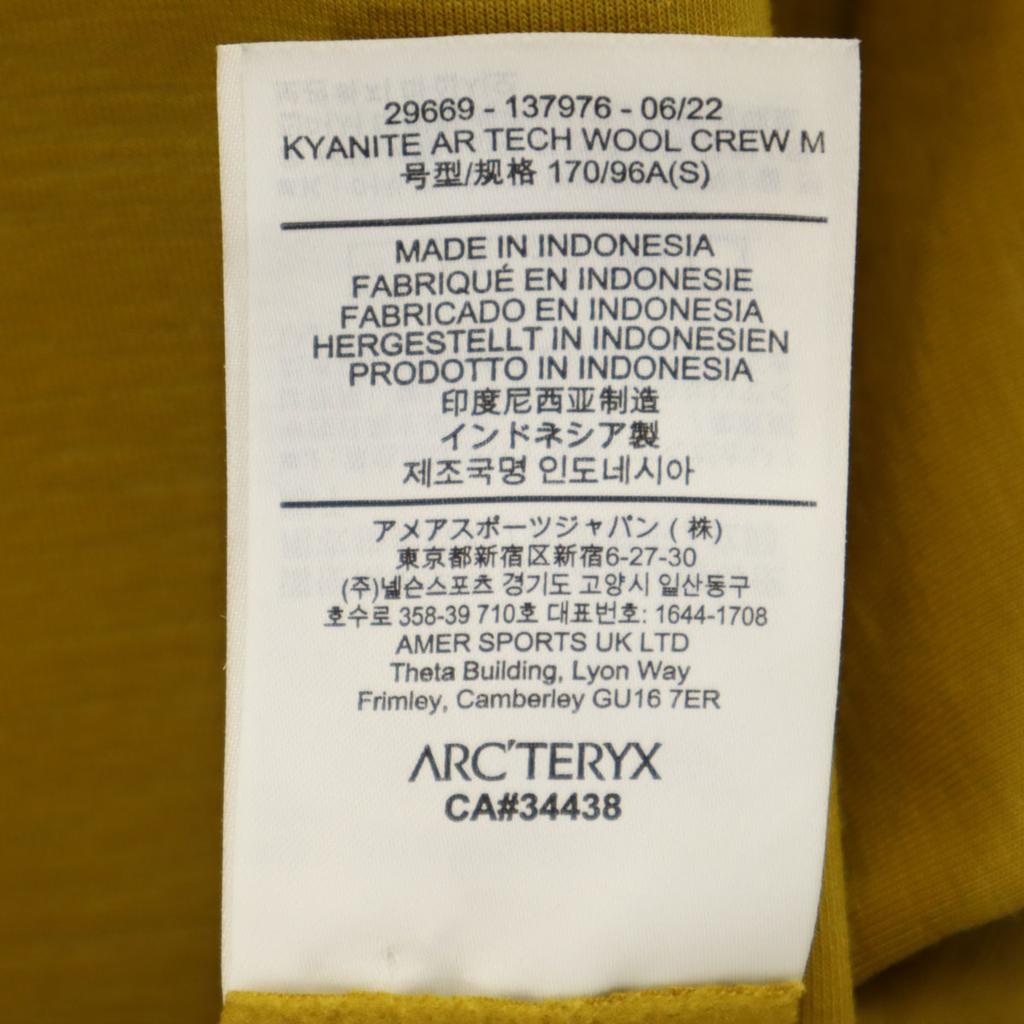 29669 - 137976 - 06/22
KYANITE AR TECH WOOL CREW M
号型/规格 170/96A(S)
MADE IN INDONESIA
FABRIQUÉ EN INDONESIE
FABRICADO EN INDONESIA
HERGESTELLT IN INDONESIEN
PRODOTTO IN INDONESIA
印度尼西亚制造
インドネシア製
제조국명 인도네시아
アメアスポーツジャパン ( 株)
東京都新宿区新宿6-27-30
(주)넬슨스포츠 경기도 고양시 일산동구
호수로 358-39 710호 대표번호: 1644-1708
AMER SPORTS UK LTD
Theta Building, Lyon Way
Frimley, Camberley GU16 7ER
ARC'TERYX
CA#34438